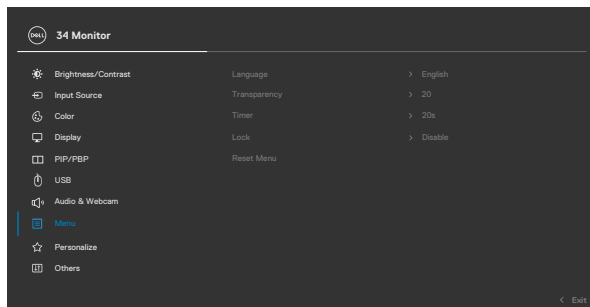 DELL 34 Monitor
Brightness/Contrast Language > English
Input Source Transparency > 20
Color Timer > 20s
Display Lock > Disable
PIP/PBP Reset Menu
USB
Audio & Webcam
Menu
Personalize
Others
< Exit